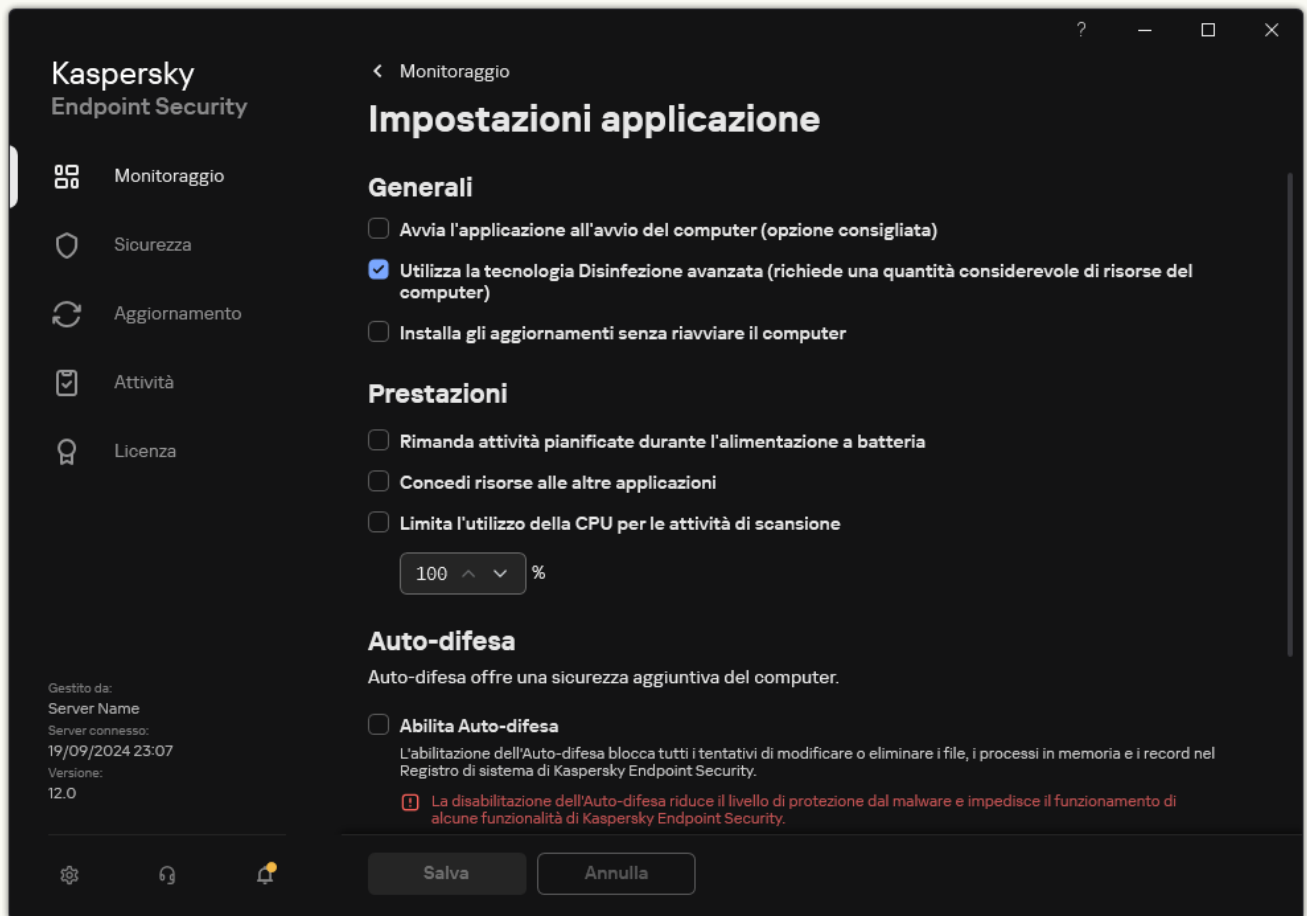 ?
Kaspersky
Endpoint Security
Monitoraggio
Sicurezza
Aggiornamento
Attività
Licenza
Gestito da:
Server Name
Server connesso:
19/09/2024 23:07
Versione:
12.0
Monitoraggio
Impostazioni applicazione
Generali
Avvia l'applicazione all'avvio del computer (opzione consigliata)
Utilizza la tecnologia Disinfezione avanzata (richiede una quantità considerevole di risorse del
computer)
Installa gli aggiornamenti senza riavviare il computer
Prestazioni
Rimanda attività pianificate durante l'alimentazione a batteria
Concedi risorse alle altre applicazioni
Limita l'utilizzo della CPU per le attività di scansione
100 %
Auto-difesa
Auto-difesa offre una sicurezza aggiuntiva del computer.
Abilita Auto-difesa
L'abilitazione dell'Auto-difesa blocca tutti i tentativi di modificare o eliminare i file, i processi in memoria e i record nel
Registro di sistema di Kaspersky Endpoint Security.
La disabilitazione dell'Auto-difesa riduce il livello di protezione dal malware e impedisce il funzionamento di
alcune funzionalità di Kaspersky Endpoint Security.
Salva
Annulla